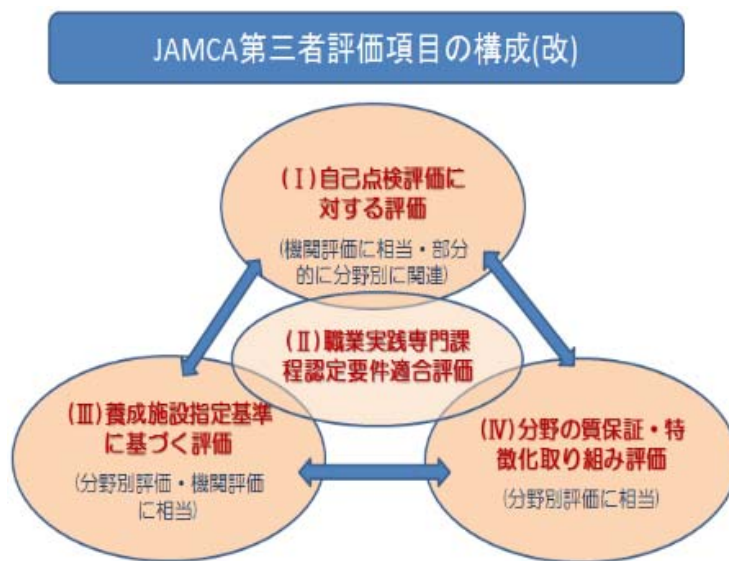 JAMCA第三者評価項目の構成(改)
(Ⅰ)自己点検評価に
対する評価
(機関評価に相当・部分
的に分野別に関連)
(Ⅱ)職業実践専門課
程認定要件適合評価
(Ⅲ)養成施設指定基準
に基づく評価
(分野別評価・機関評価
に相当)
(Ⅳ)分野の質保証・特
徴化取り組み評価
(分野別評価に相当)